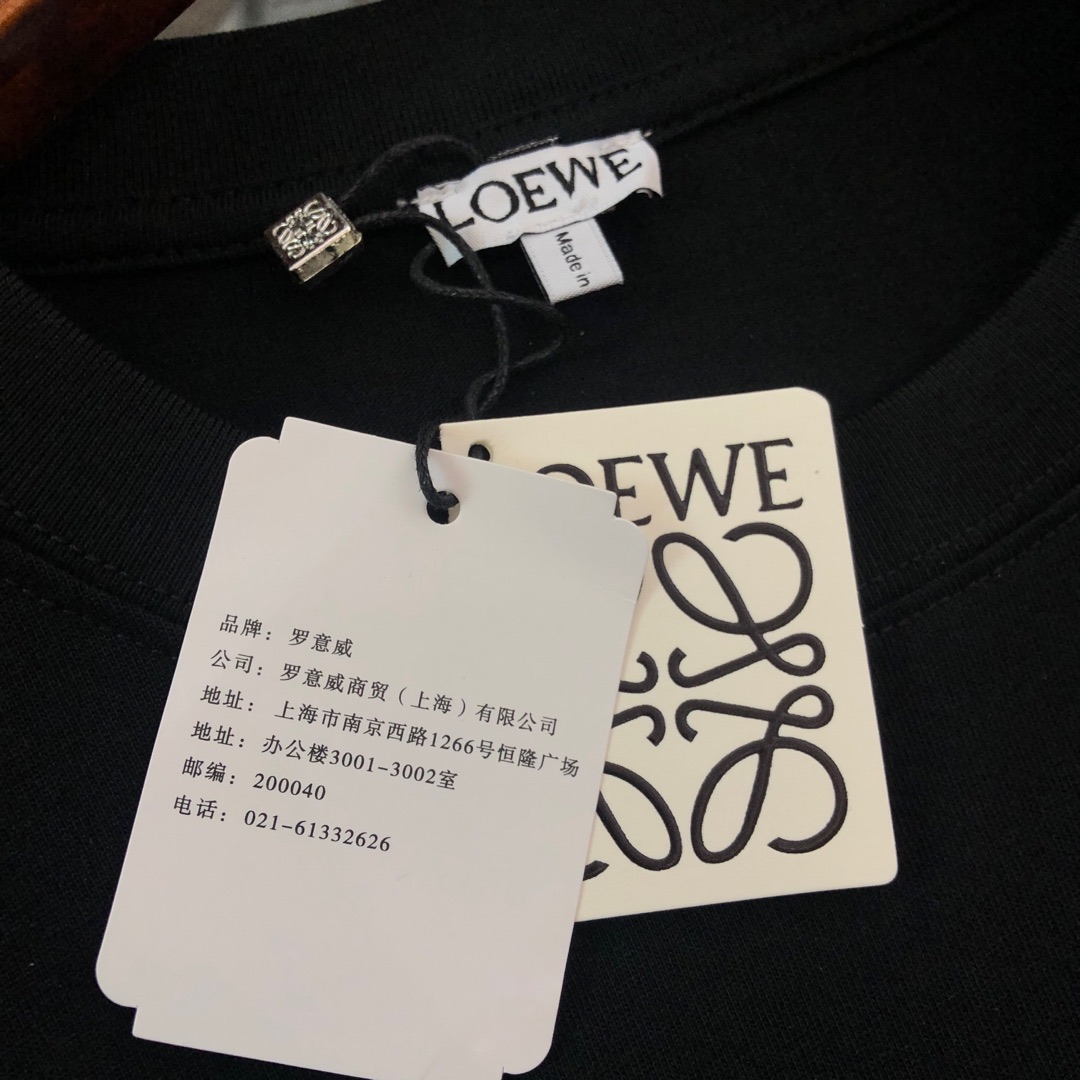 LOEWE
Made in
LOEWE
品牌：罗意威
公司：罗意威商贸（上海）有限公司
地址：上海市南京西路1266号恒隆广场
地址：办公楼3001-3002室
邮编：200040
电话：021-61332626